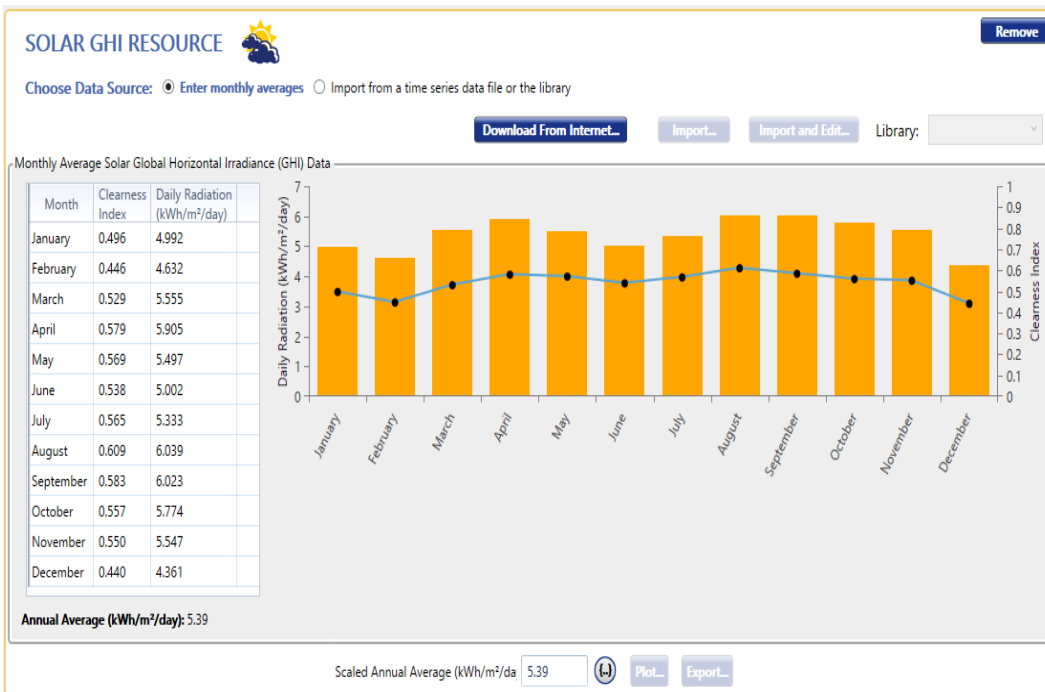 SOLAR GHI RESOURCE
Remove
Choose Data Source: Enter monthly averages Import from a time series data file or the library
Download From Internet... Import... Import and Edit... Library:
Monthly Average Solar Global Horizontal Irradiance (GHI) Data
Month Clearness Index Daily Radiation (kWh/m²/day)
January 0.496 4.992
February 0.446 4.632
March 0.529 5.555
April 0.579 5.905
May 0.569 5.497
June 0.538 5.002
July 0.565 5.333
August 0.609 6.039
September 0.583 6.023
October 0.557 5.774
November 0.550 5.547
December 0.440 4.361
Daily Radiation (kWh/m²/day)
7
6
5
4
3
2
1
0
1
0.9
0.8
0.7
0.6
0.5
0.4
0.3
0.2
0.1
0
Clearness Index
January February March April May June July August September October November December
Annual Average (kWh/m²/day): 5.39
Scaled Annual Average (kWh/m²/da 5.39 {..} Plot... Export...